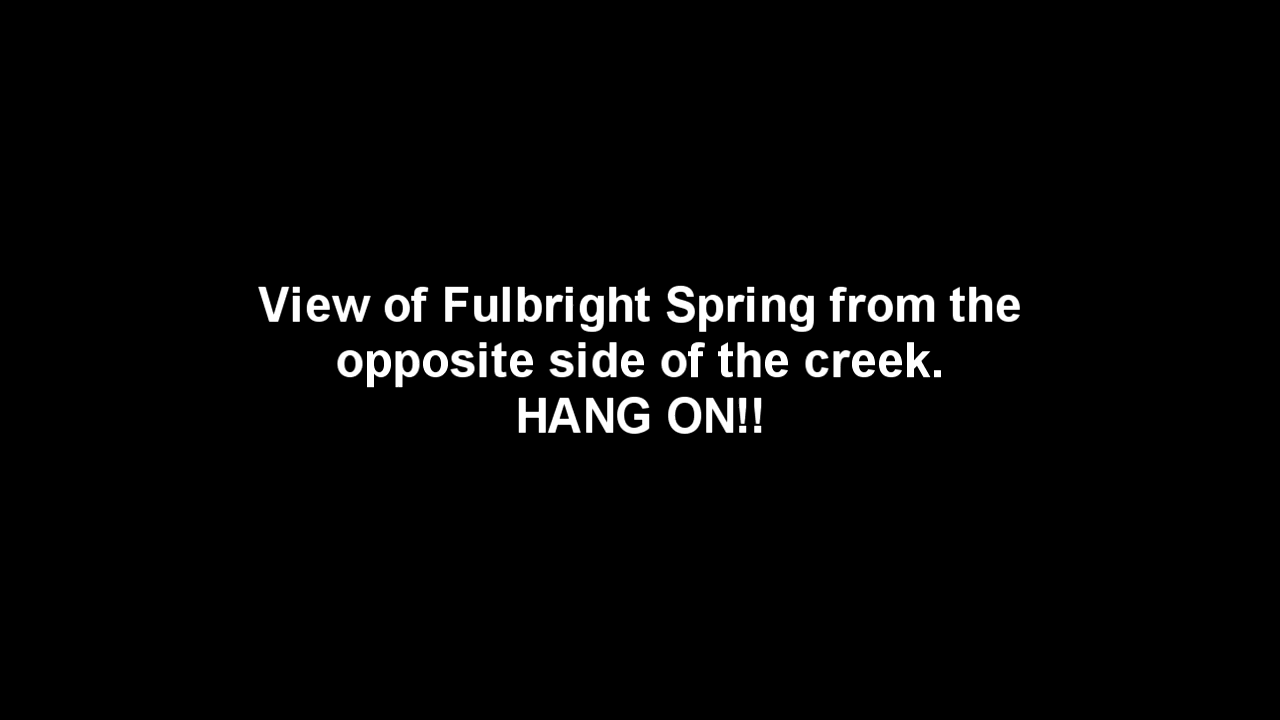 View of Fulbright Spring from the
opposite side of the creek.
HANG ON!!